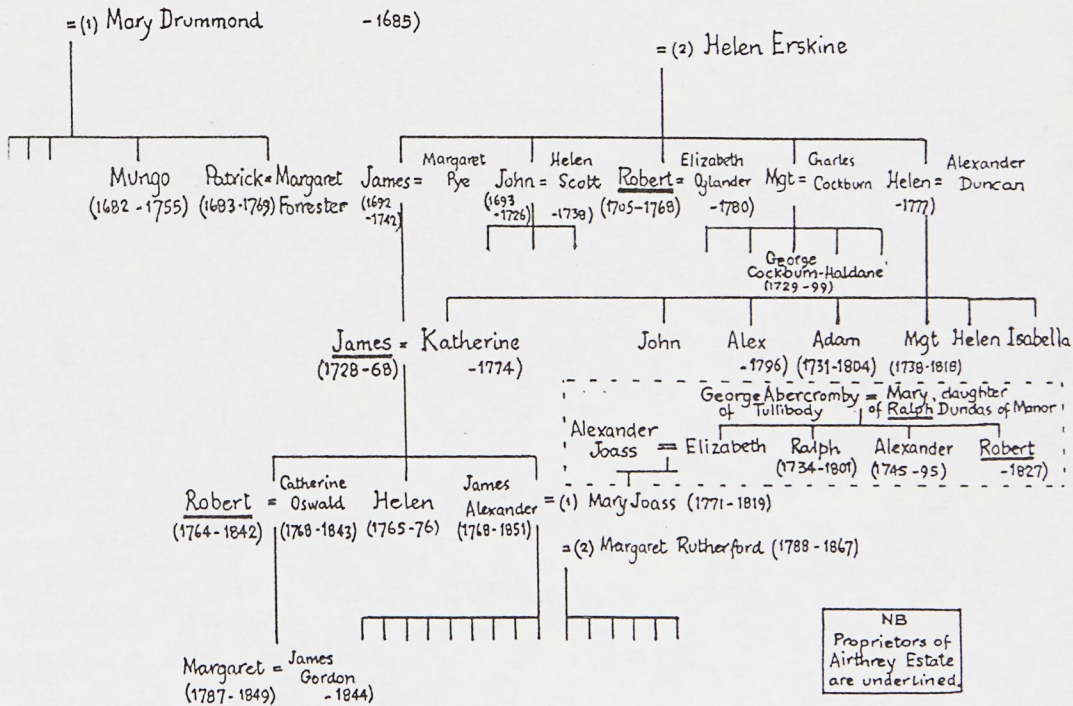 = (1) Mary Drummond - 1685)
= (2) Helen Erskine
Mungo
(1682 - 1755)
Patrick = Margaret
(1683-1769) Forrester
James =
(1692
-1742)
Margaret
Pye
John =
(1693
-1726)
Helen
Scott
-1738)
Robert =
(1705-1768)
Elizabeth
Oglander
-1780)
Mgt =
Charles
Cockburn
Helen =
-1777)
Alexander
Duncan
George
Cockburn-Haldane
(1729-99)
James = Katherine
(1728-68) -1774)
John
Alex
-1796)
Adam
(1731-1804)
Mgt
(1738-1818)
Helen Isabella
George Abercromby = Mary, daughter
of Tullibody of Ralph Dundas of Manor
Alexander
Joass = Elizabeth
Ralph
(1734-1801)
Alexander
(1745-95)
Robert
-1827)
Robert =
(1764-1842)
Catherine
Oswald
(1768-1843)
Helen
(1765-76)
James
Alexander
(1768-1851)
= (1) Mary Joass (1771-1819)
= (2) Margaret Rutherford (1788-1867)
Margaret =
(1787-1849)
James
Gordon
-1844)
NB
Proprietors of
Airthrey Estate
are underlined.